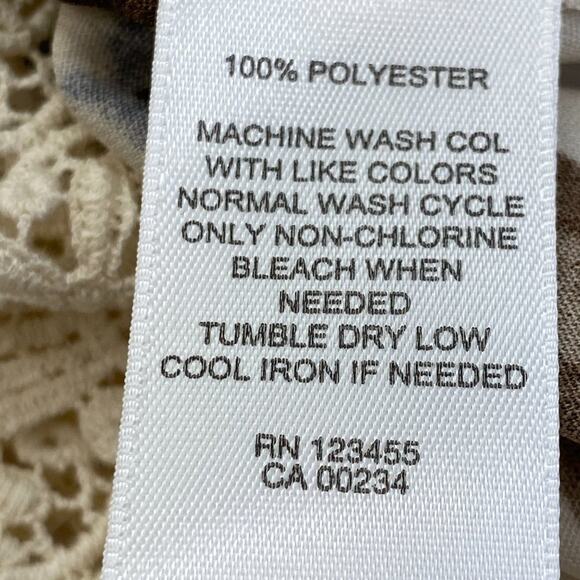 100% POLYESTER
MACHINE WASH COL
WITH LIKE COLORS
NORMAL WASH CYCLE
ONLY NON-CHLORINE
BLEACH WHEN
NEEDED
TUMBLE DRY LOW
COOL IRON IF NEEDED
RN 123455
CA 00234